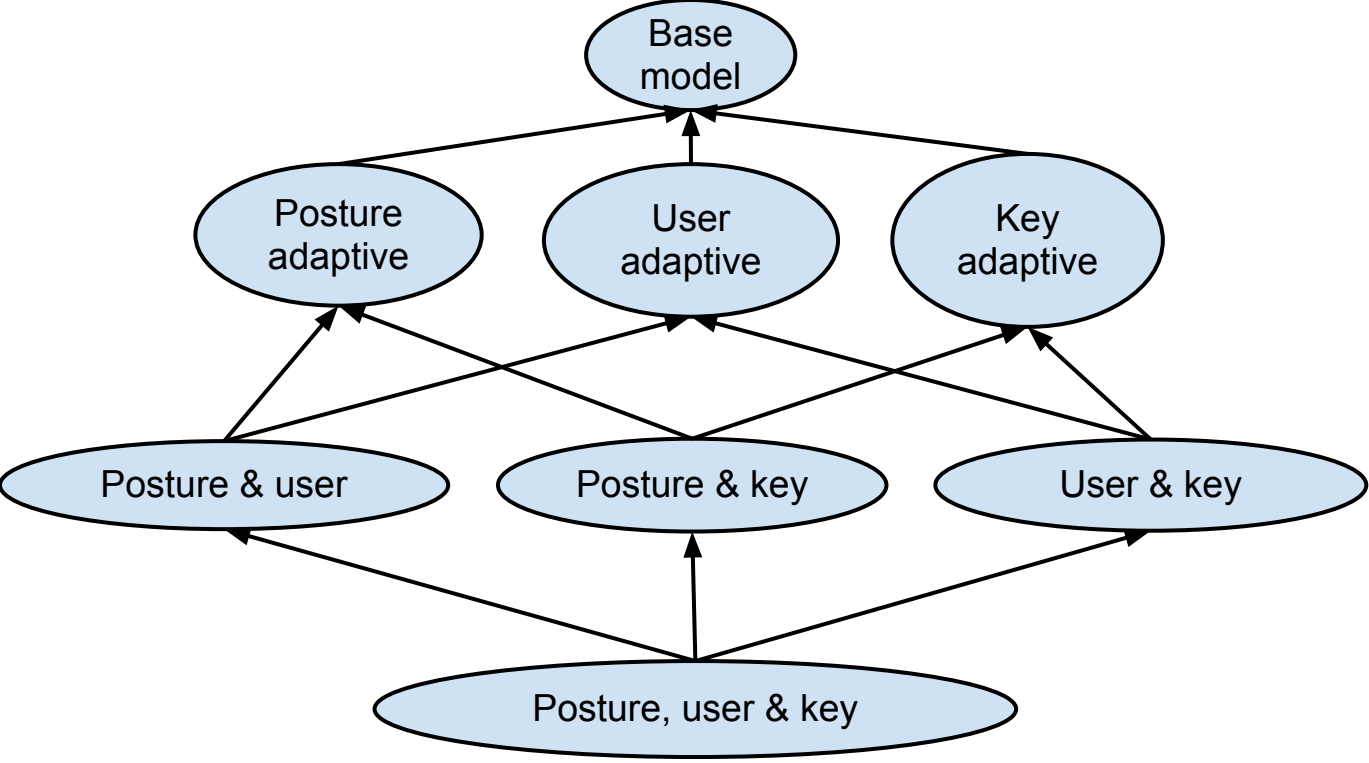 Base
model
Posture
adaptive
User
adaptive
Key
adaptive
Posture & user
Posture & key
User & key
Posture, user & key